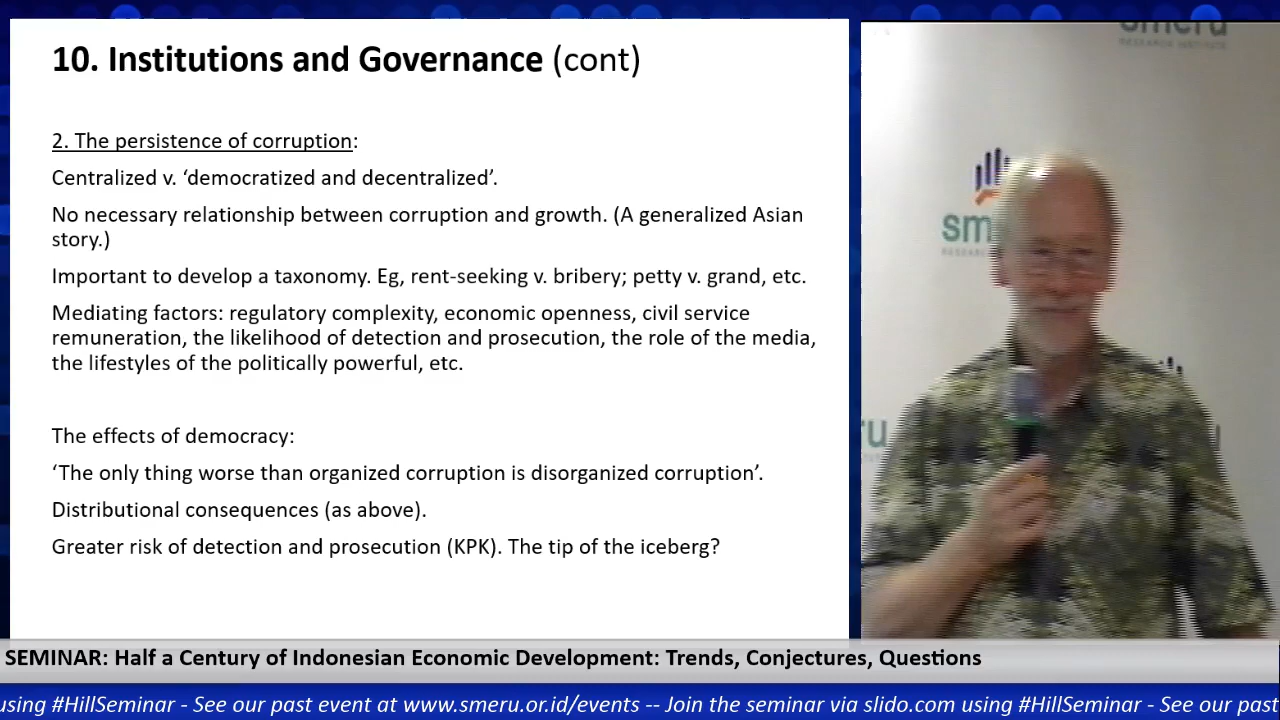 10. Institutions and Governance (cont)
2. The persistence of corruption:
Centralized v. ‘democratized and decentralized’.
No necessary relationship between corruption and growth. (A generalized Asian
story.)
Important to develop a taxonomy. Eg, rent-seeking v. bribery; petty v. grand, etc.
Mediating factors: regulatory complexity, economic openness, civil service
remuneration, the likelihood of detection and prosecution, the role of the media,
the lifestyles of the politically powerful, etc.
The effects of democracy:
‘The only thing worse than organized corruption is disorganized corruption’.
Distributional consequences (as above).
Greater risk of detection and prosecution (KPK). The tip of the iceberg?
smeru
RESEARCH INSTITUTE
sm
ru
SEMINAR: Half a Century of Indonesian Economic Development: Trends, Conjectures, Questions
using #HillSeminar - See our past event at www.smeru.or.id/events -- Join the seminar via slido.com using #HillSeminar - See our past